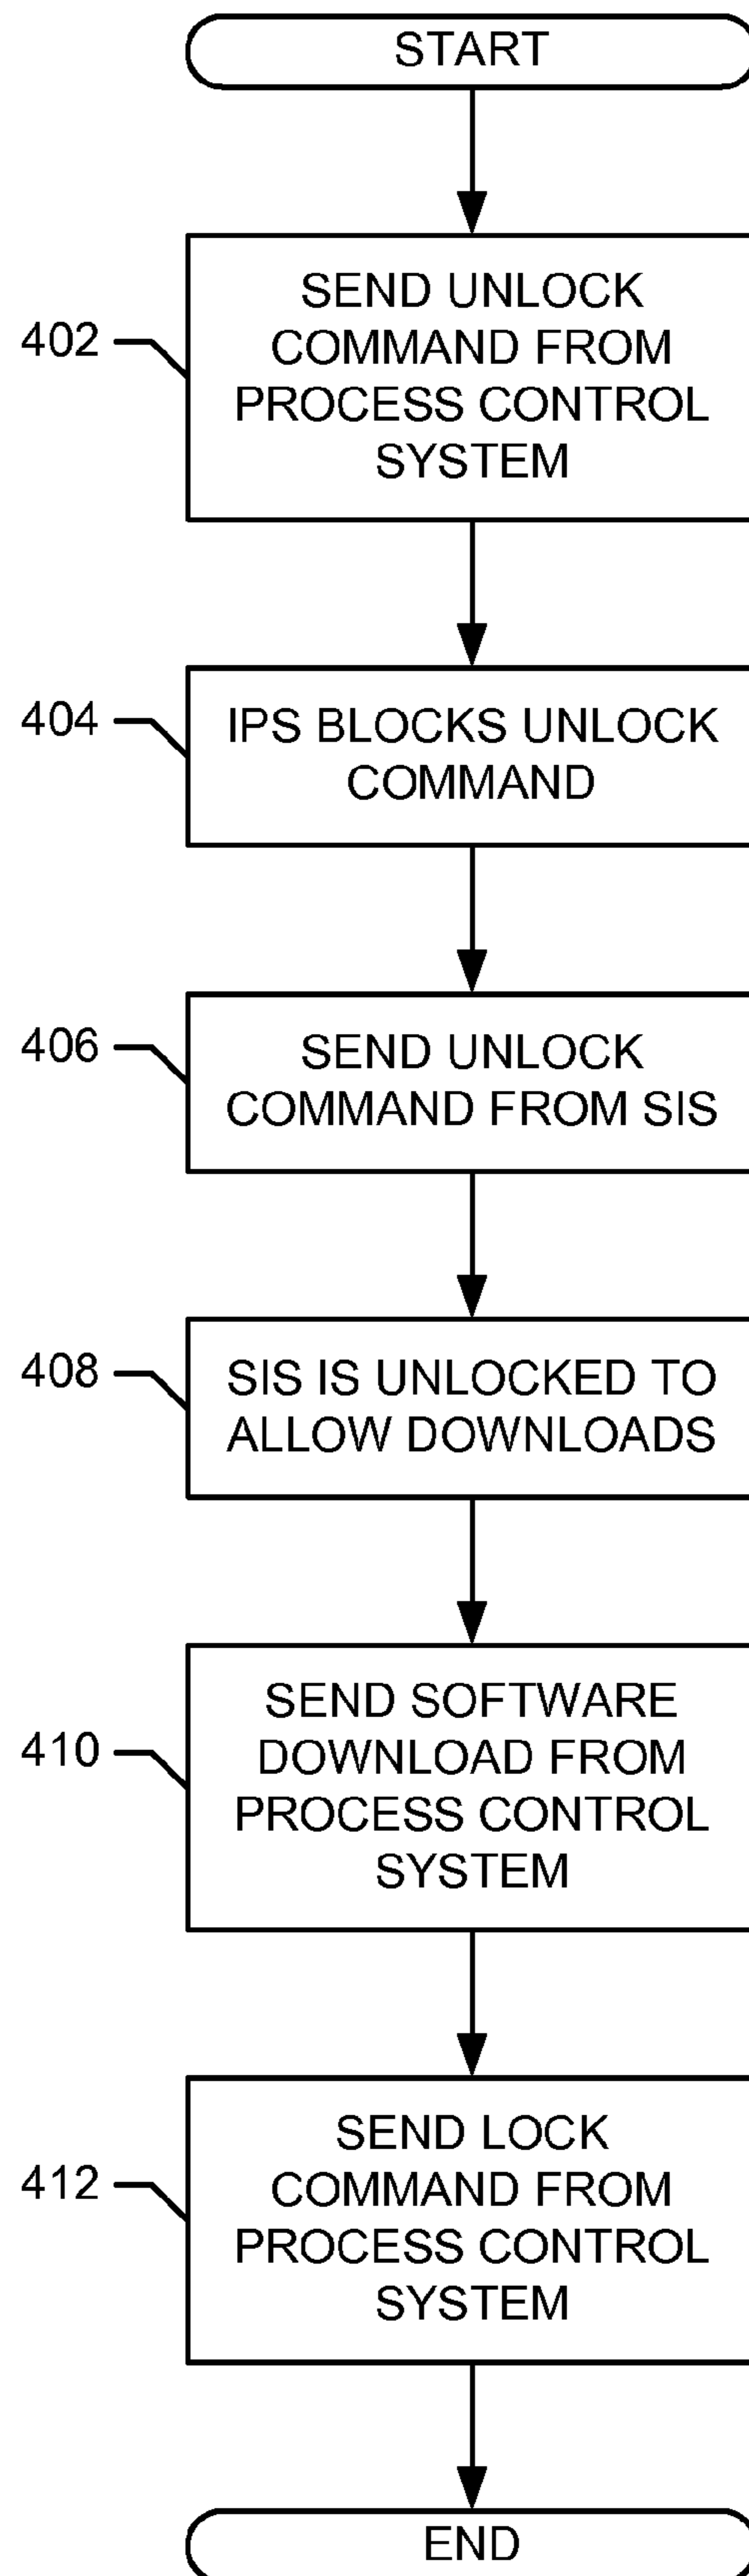 START
402
SEND UNLOCK
COMMAND FROM
PROCESS CONTROL
SYSTEM
404
IPS BLOCKS UNLOCK
COMMAND
406
SEND UNLOCK
COMMAND FROM SIS
408
SIS IS UNLOCKED TO
ALLOW DOWNLOADS
410
SEND SOFTWARE
DOWNLOAD FROM
PROCESS CONTROL
SYSTEM
412
SEND LOCK
COMMAND FROM
PROCESS CONTROL
SYSTEM
END